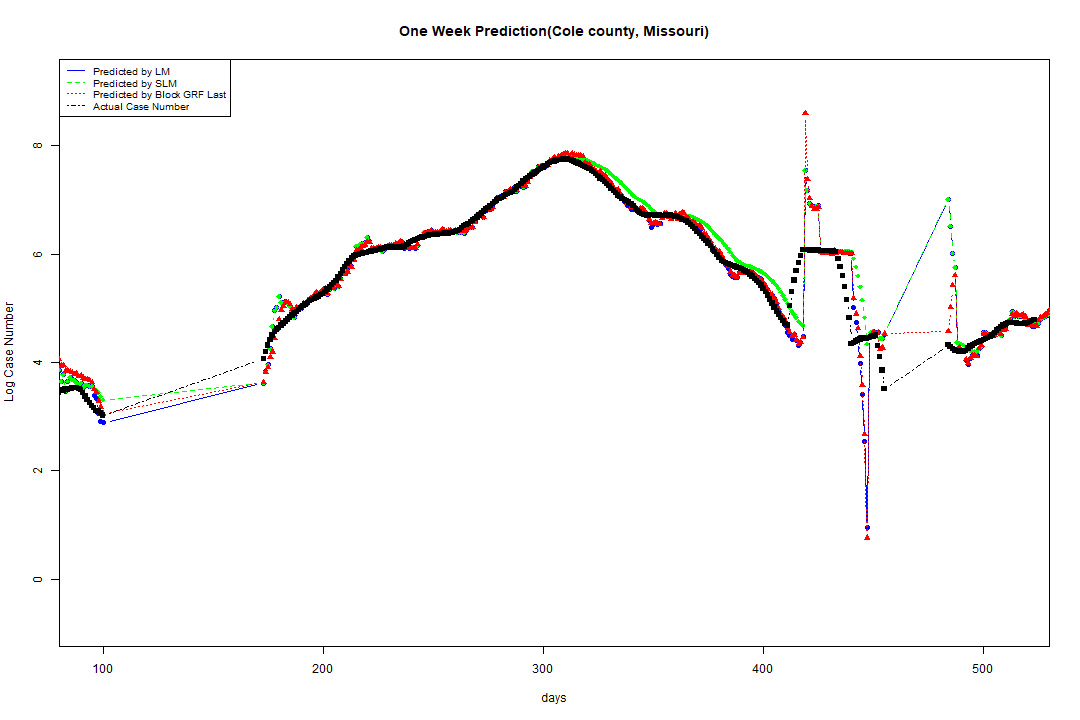 One Week Prediction(Cole county, Missouri)
Predicted by LM
Predicted by SLM
Predicted by Block GRF Last
Actual Case Number
Log Case Number
8
6
4
2
0
100 200 300 400 500
days